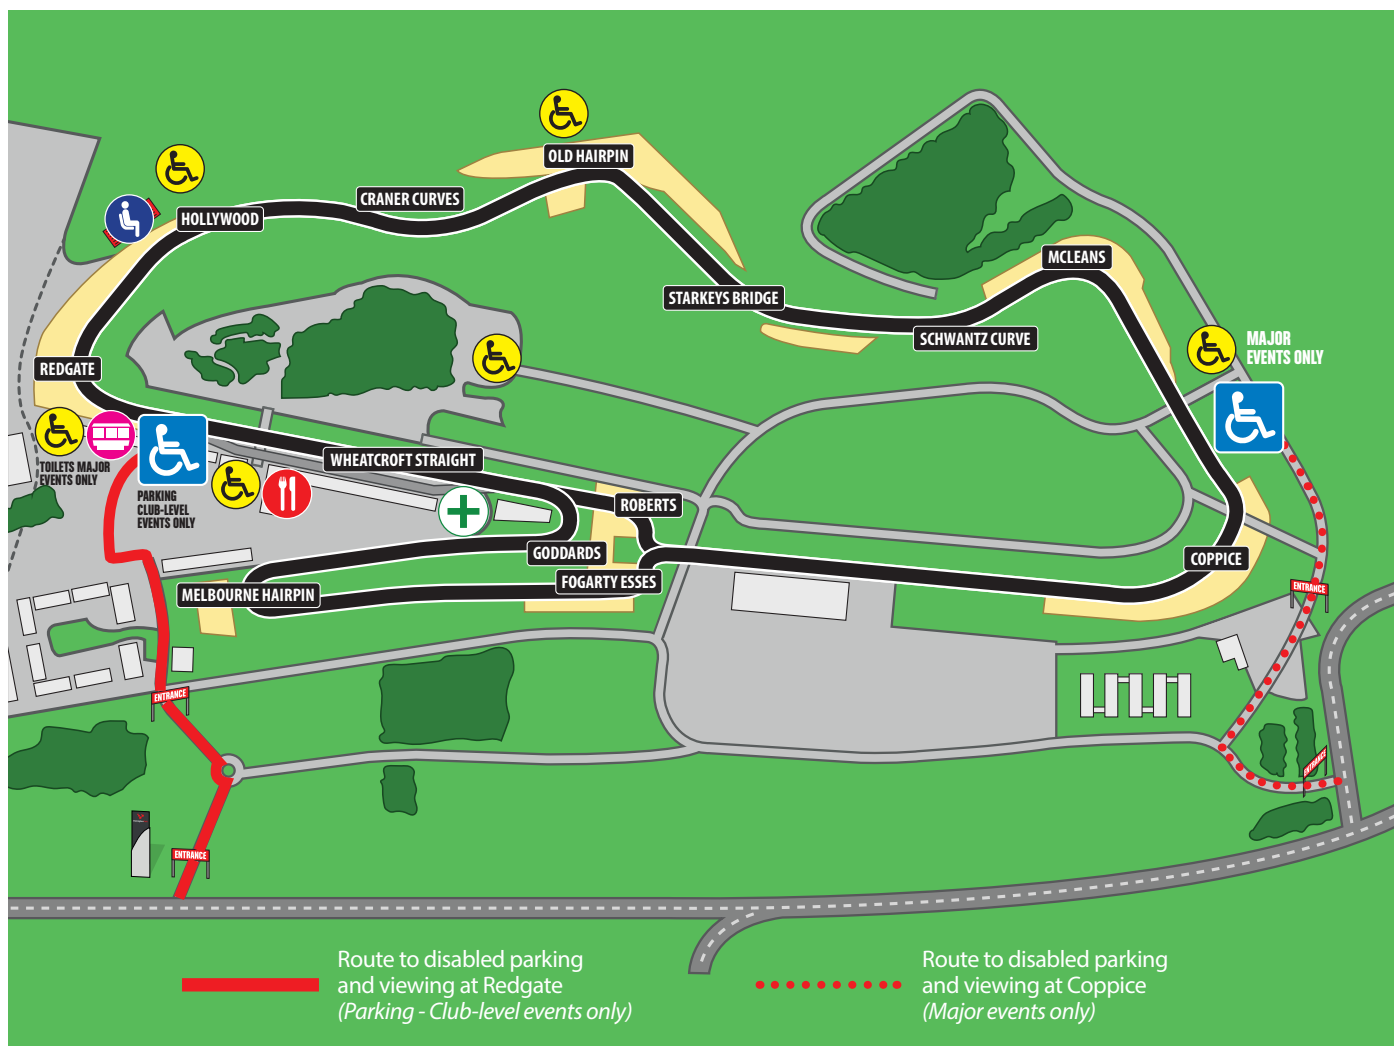 OLD HAIRPIN
CRANER CURVES
HOLLYWOOD
MCLEANS
STARKEYS BRIDGE
SCHWANTZ CURVE
MAJOR
EVENTS ONLY
REDGATE
TOILETS MAJOR
EVENTS ONLY
PARKING
CLUB-LEVEL
EVENTS ONLY
WHEATCROFT STRAIGHT
ROBERTS
GODDARDS
FOGARTY ESSES
COPPICE
MELBOURNE HAIRPIN
ENTRANCE
ENTRANCE
ENTRANCE
ENTRANCE
Route to disabled parking
and viewing at Redgate
(Parking - Club-level events only)
Route to disabled parking
and viewing at Coppice
(Major events only)